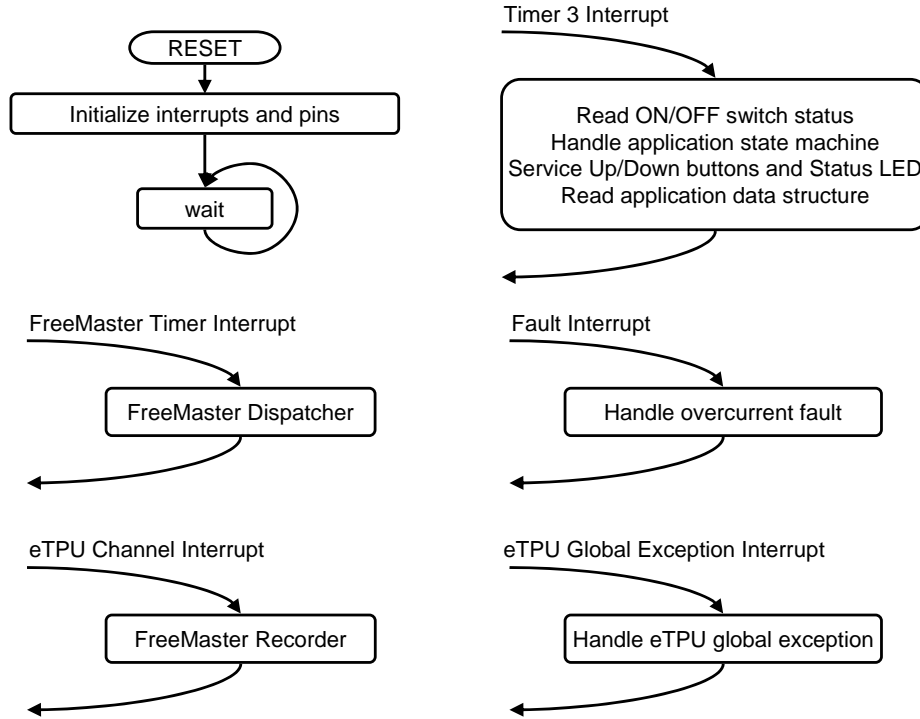 RESET
Initialize interrupts and pins
wait
Timer 3 Interrupt
Read ON/OFF switch status
Handle application state machine
Service Up/Down buttons and Status LED
Read application data structure
FreeMaster Timer Interrupt
FreeMaster Dispatcher
Fault Interrupt
Handle overcurrent fault
eTPU Channel Interrupt
FreeMaster Recorder
eTPU Global Exception Interrupt
Handle eTPU global exception